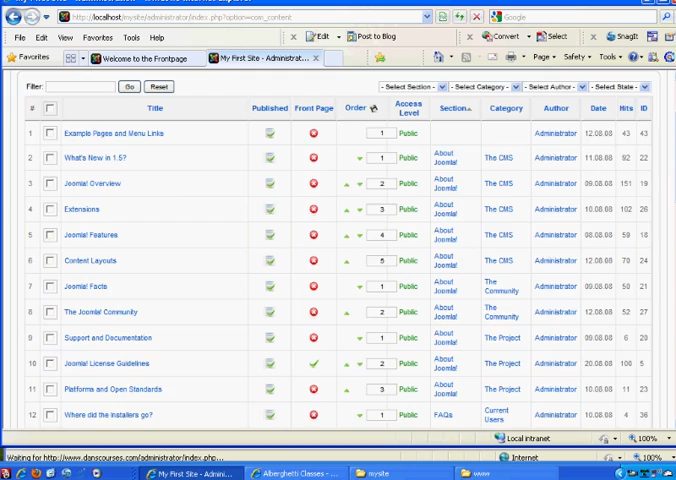 http://localhost/mysite/administrator/index.php?option=com_content
Google
File Edit View Favorites Tools Help
Edit Post to Blog
Convert Select
SnagIt
Favorites
Welcome to the Frontpage
My First Site - Administrat...
Page Safety Tools
Filter: Go Reset
- Select Section - - Select Category - - Select Author - - Select State -
# Title Published Front Page Order Access Level Section Category Author Date Hits ID
1 Example Pages and Menu Links 1 Public Administrator 12.08.08 43 43
2 What's New in 1.5? 1 Public About Joomla! The CMS Administrator 11.08.08 92 22
3 Joomla! Overview 2 Public About Joomla! The CMS Administrator 09.08.08 151 19
4 Extensions 3 Public About Joomla! The CMS Administrator 10.08.08 102 26
5 Joomla! Features 4 Public About Joomla! The CMS Administrator 08.08.08 59 18
6 Content Layouts 5 Public About Joomla! The CMS Administrator 12.08.08 70 24
7 Joomla! Facts 1 Public About Joomla! The Community Administrator 09.08.08 50 21
8 The Joomla! Community 2 Public About Joomla! The Community Administrator 12.08.08 52 27
9 Support and Documentation 1 Public About Joomla! The Project Administrator 09.08.08 6 20
10 Joomla! License Guidelines 2 Public About Joomla! The Project Administrator 20.08.08 100 5
11 Platforms and Open Standards 3 Public About Joomla! The Project Administrator 10.08.08 11 23
12 Where did the Installers go? 1 Public FAQs Current Users Administrator 10.08.08 4 36
Local intranet 100%
Waiting for http://www.danscourses.com/administrator/index.php...
Internet 100%
My First Site - Admini...
Alberghetti Classes - ...
mysite
www